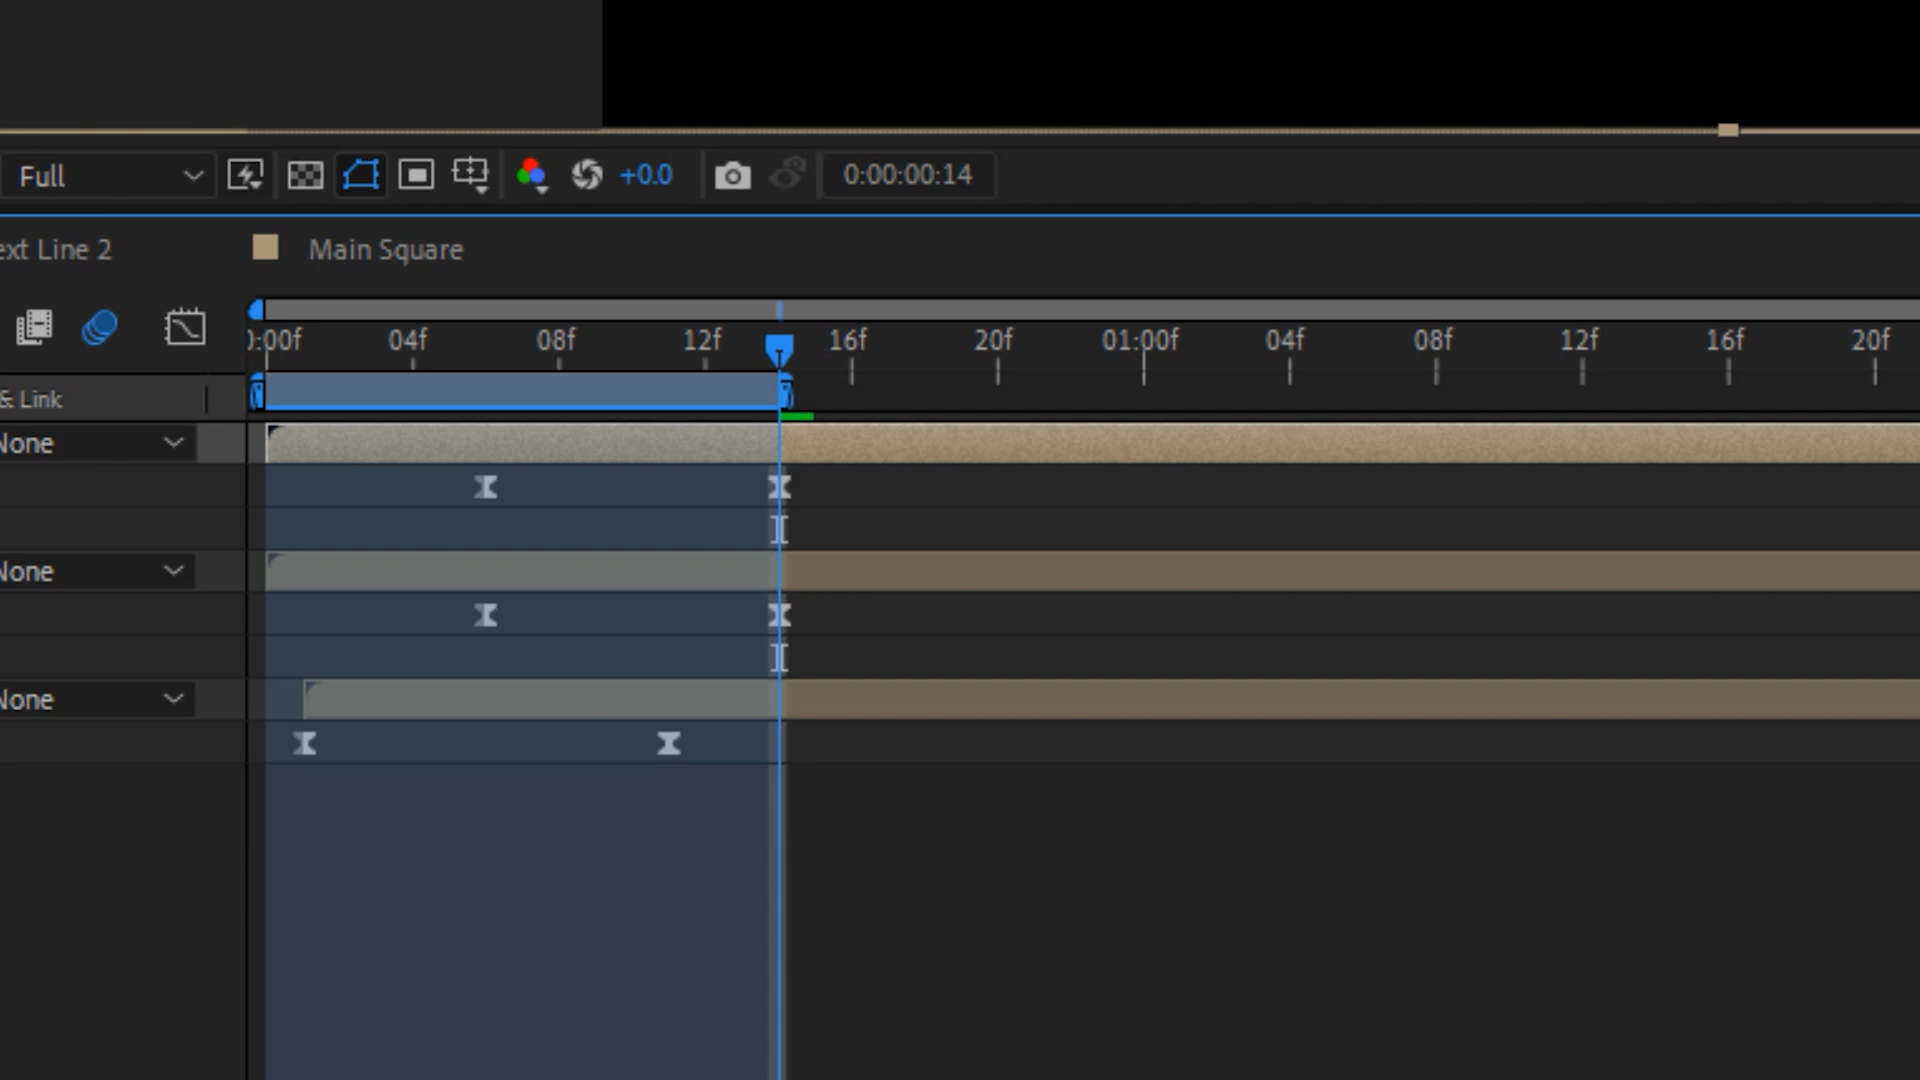 Full +0.0 0:00:00:14
ext Line 2 Main Square
0:00f 04f 08f 12f 16f 20f 01:00f 04f 08f 12f 16f 20f
& Link
None
None
None